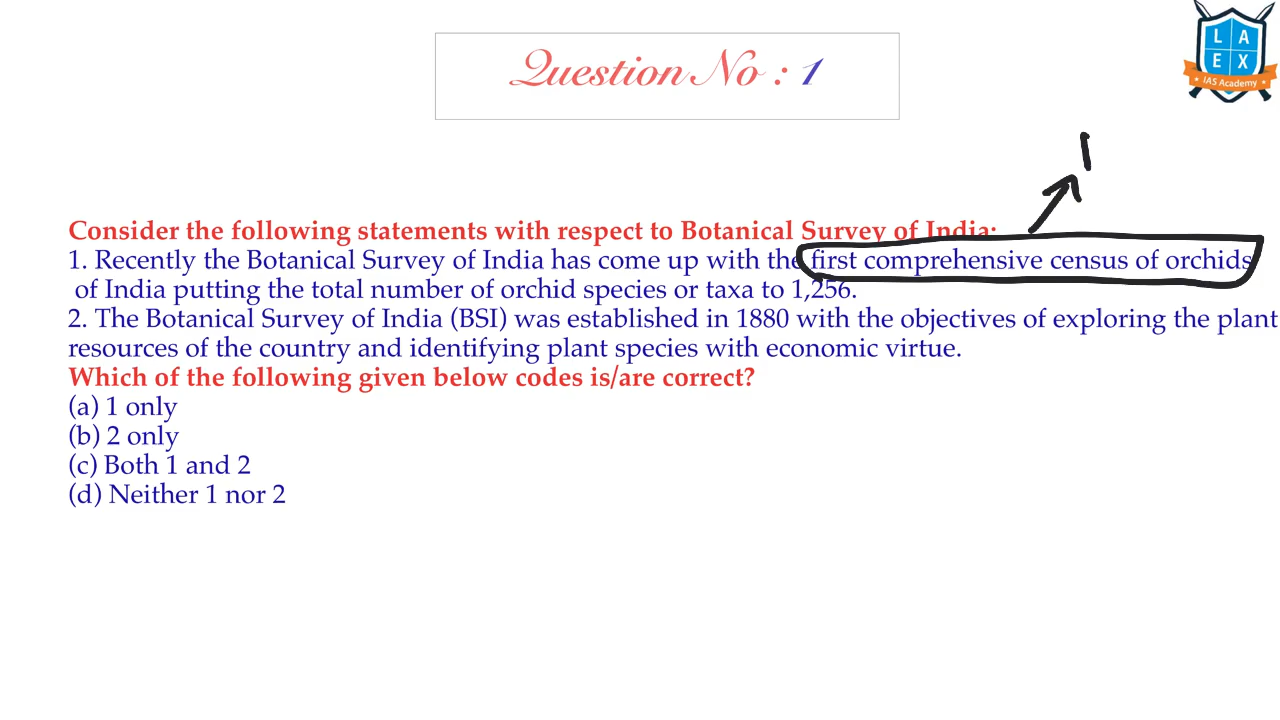 Question No : 1
L A
E X
IAS Academy
1
Consider the following statements with respect to Botanical Survey of India:
1. Recently the Botanical Survey of India has come up with the first comprehensive census of orchids
of India putting the total number of orchid species or taxa to 1,256.
2. The Botanical Survey of India (BSI) was established in 1880 with the objectives of exploring the plant
resources of the country and identifying plant species with economic virtue.
Which of the following given below codes is/are correct?
(a) 1 only
(b) 2 only
(c) Both 1 and 2
(d) Neither 1 nor 2